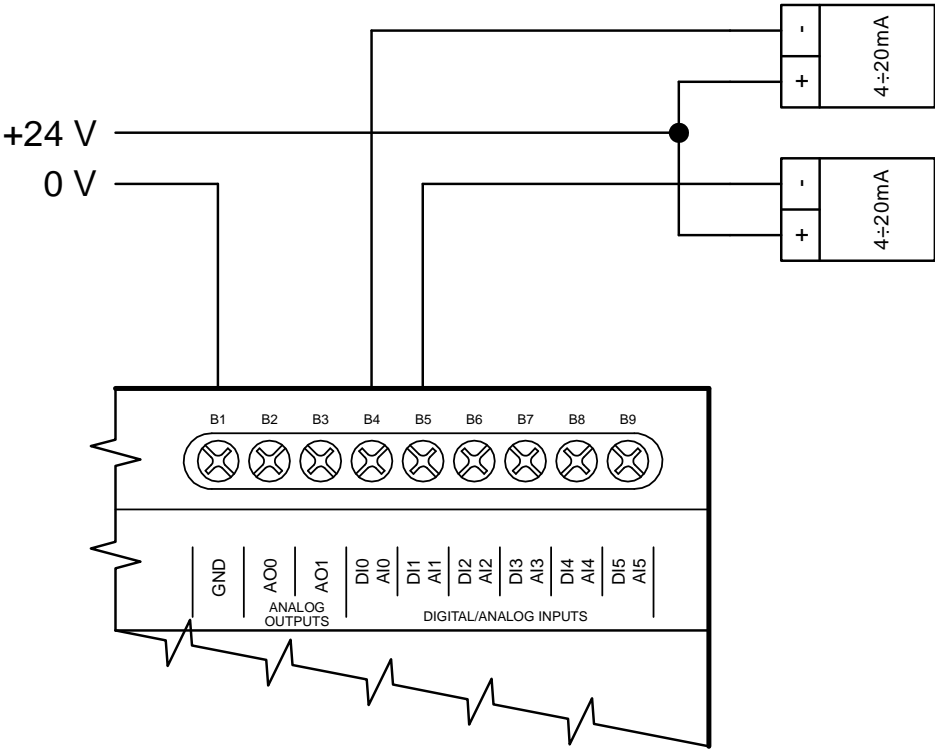 - + 4÷20mA
+24 V
0 V
- + 4÷20mA
B1 B2 B3 B4 B5 B6 B7 B8 B9
GND AO0 AO1 DI0 DI1 DI2 DI3 DI4 DI5
AI0 AI1 AI2 AI3 AI4 AI5
ANALOG
OUTPUTS
DIGITAL/ANALOG INPUTS